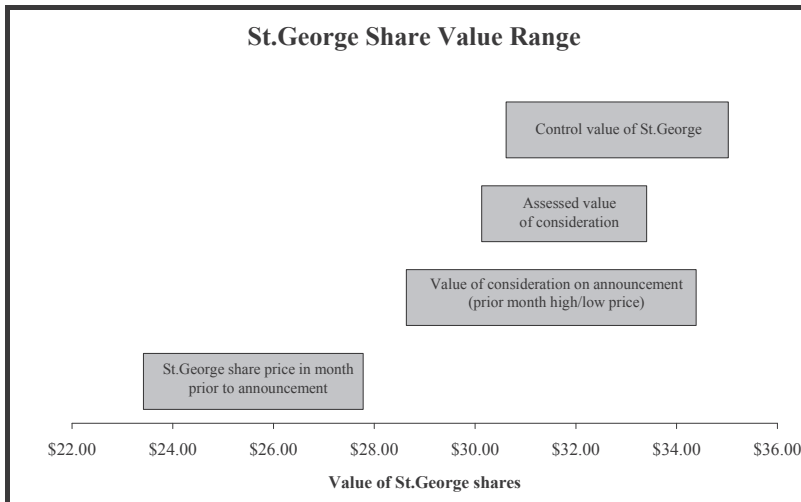 St.George Share Value Range
Control value of St.George
Assessed value
of consideration
Value of consideration on announcement
(prior month high/low price)
St.George share price in month
prior to announcement
$22.00 $24.00 $26.00 $28.00 $30.00 $32.00 $34.00 $36.00
Value of St.George shares